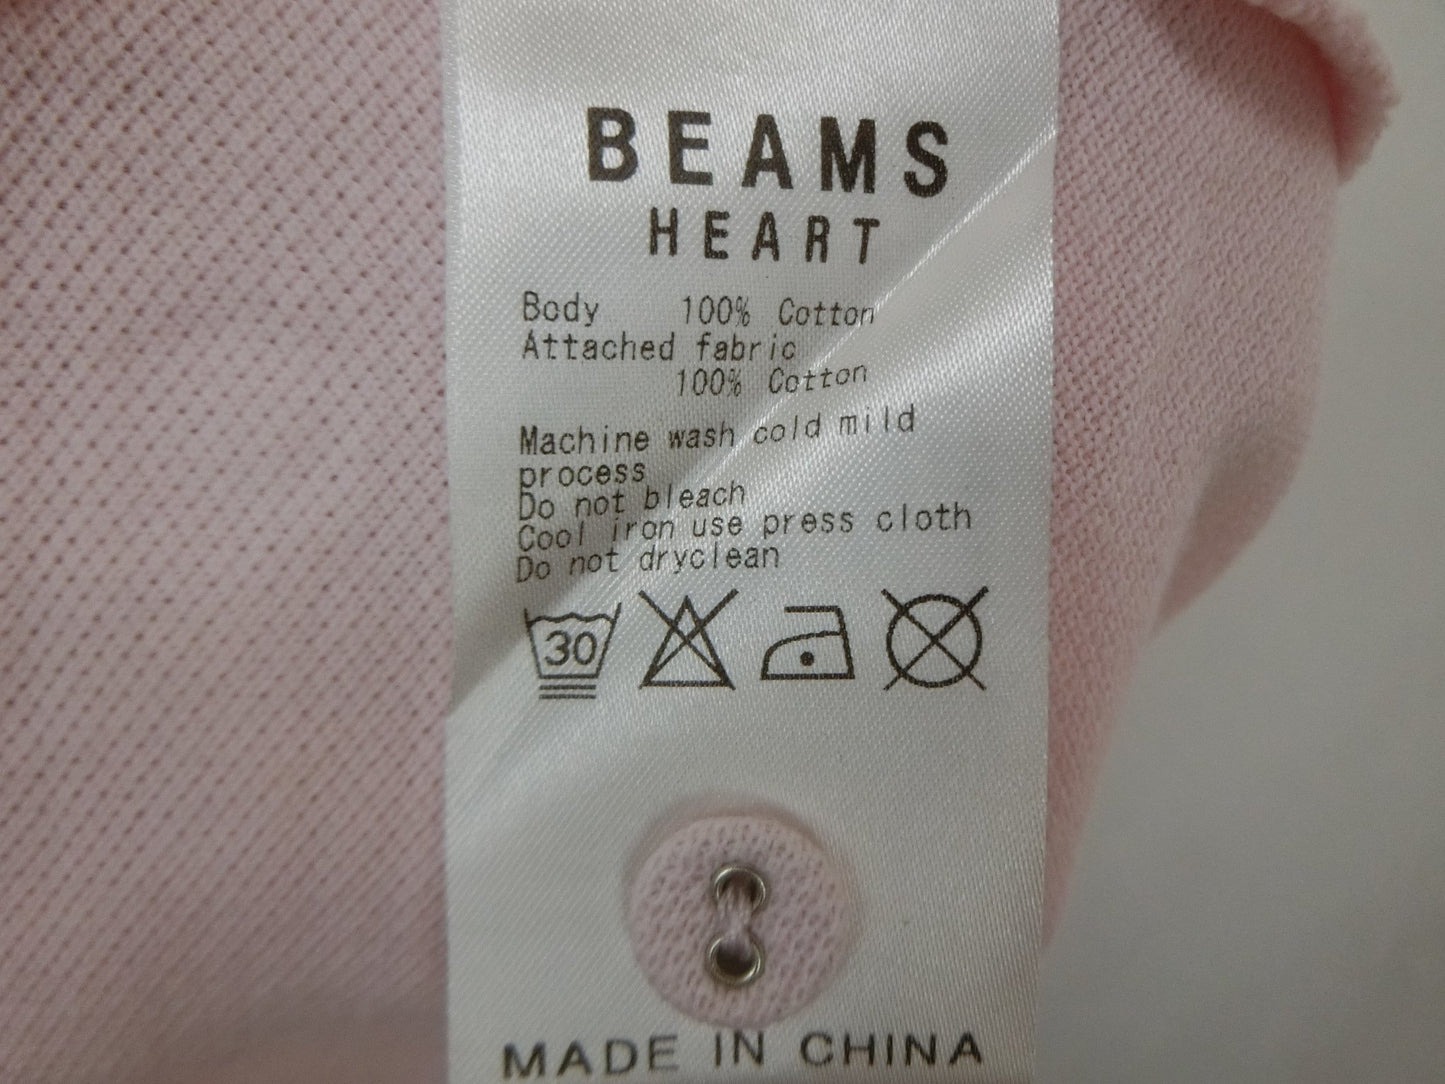 BEAMS
HEART
Body 100% Cotton
Attached fabric
100% Cotton
Machine wash cold mild
process
Do not bleach
Cool iron use press cloth
Do not dryclean
30
MADE IN CHINA